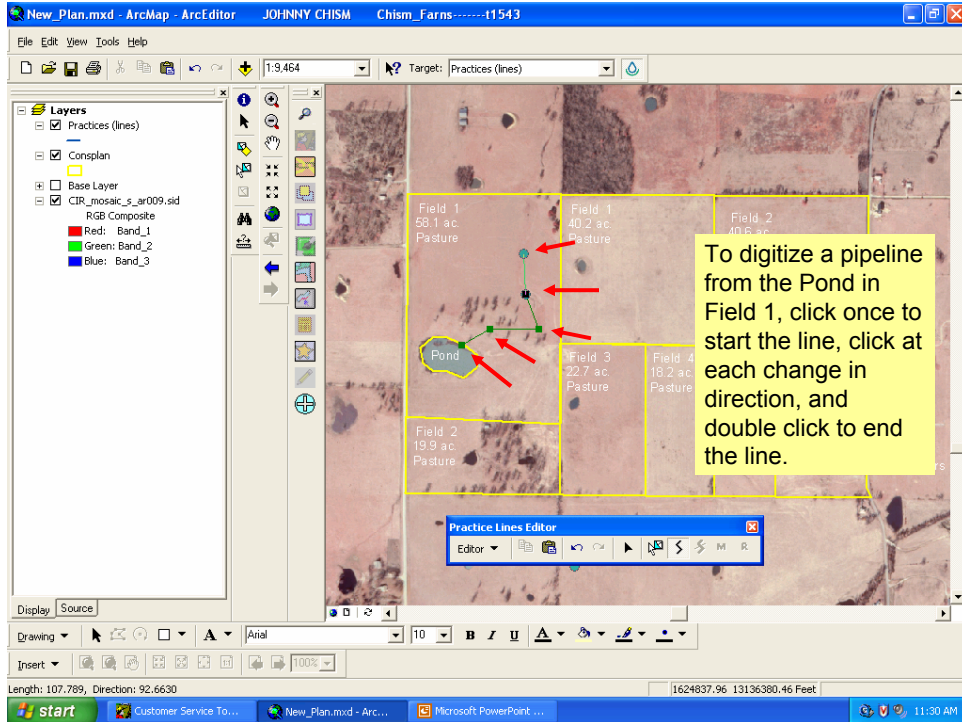 New_Plan.mxd - ArcMap - ArcEditor JOHNNY CHISM Chism_Farns-------t1543
File Edit View Tools Help
1:9,464 Target: Practices (lines)
Layers
Practices (lines)
Consplan
Base Layer
CIR_mosaic_s_ar009.sid
RGB Composite
Red: Band_1
Green: Band_2
Blue: Band_3
Field 1
58.1 ac.
Pasture
Field 1
40.2 ac.
Pasture
Field 2
40.6 ac.
To digitize a pipeline
from the Pond in
Field 1, click once to
start the line, click at
each change in
direction, and
double click to end
the line.
Pond
Field 3
22.7 ac.
Pasture
Field 4
18.2 ac.
Pasture
Field 2
19.9 ac.
Pasture
Practice Lines Editor
Editor M R
Display Source
Drawing A Arial 10 B I U A
Insert 100%
Length: 107.789, Direction: 92.6630 1624837.96 13136380.46 Feet
start Customer Service To... New_Plan.mxd - Arc... Microsoft PowerPoint ... 11:30 AM